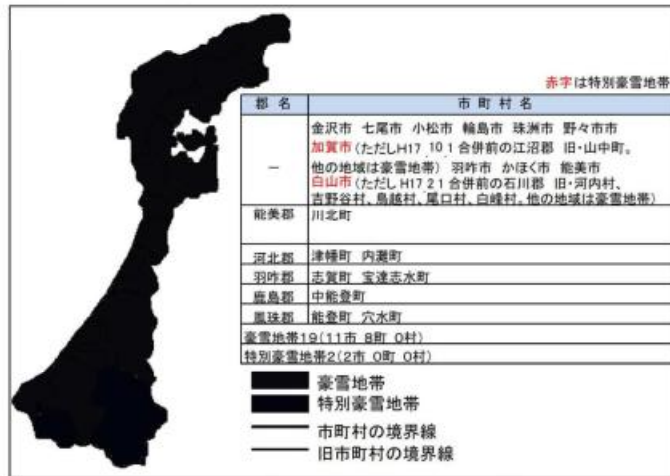 赤字は特別豪雪地帯
郡 名 市 町 村 名
金沢市 七尾市 小松市 輪島市 珠洲市 野々市市
加賀市(ただしH17.10.1合併前の江沼郡 旧・山中町。
他の地域は豪雪地帯) 羽咋市 かほく市 能美市
白山市(ただしH17.2.1合併前の石川郡 旧・河内村、
吉野谷村、鳥越村、尾口村、白峰村。他の地域は豪雪地帯)
－
能美郡 川北町
河北郡 津幡町 内灘町
羽咋郡 志賀町 宝達志水町
鹿島郡 中能登町
鳳珠郡 能登町 穴水町
豪雪地帯19(11市 8町 0村)
特別豪雪地帯2(2市 0町 0村)
豪雪地帯
特別豪雪地帯
市町村の境界線
旧市町村の境界線